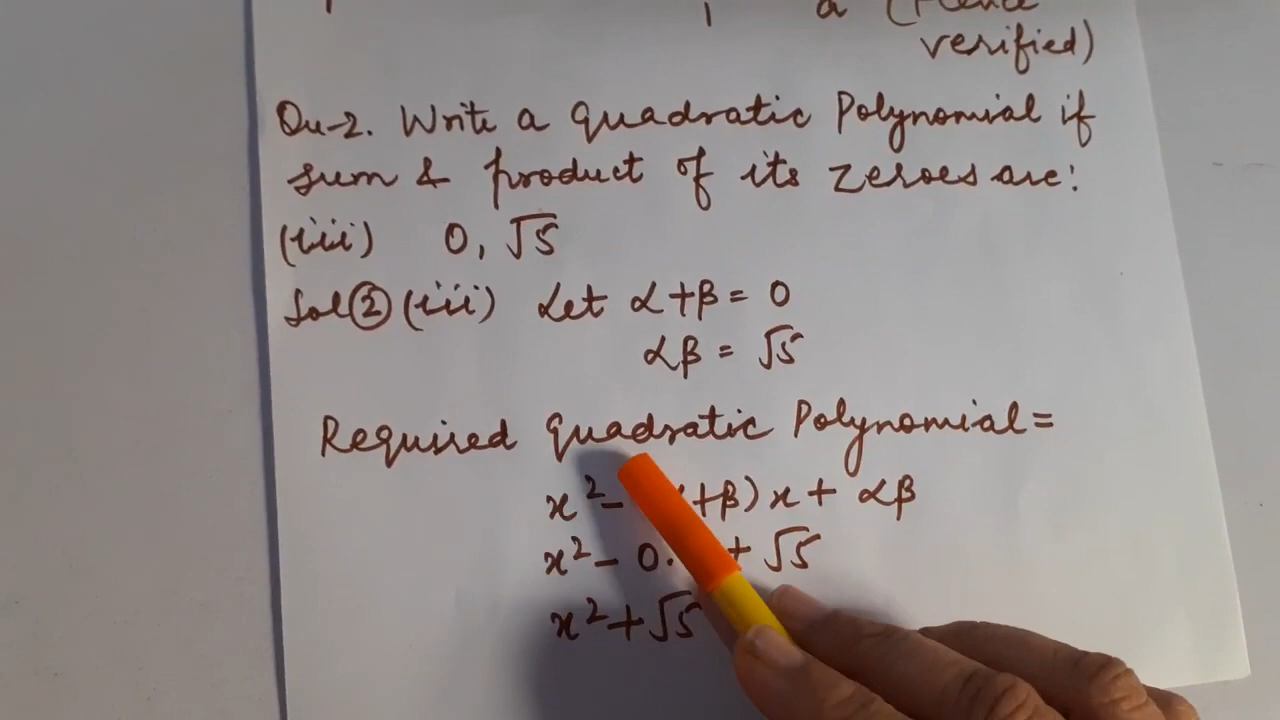 a (Hence
verified)
Qu-2. Write a Quadratic Polynomial if
sum & product of its zeroes are:
(iii) 0, √5
Sol ② (iii) Let α+β = 0
αβ = √5
Required Quadratic Polynomial =
x² - +β)x + αβ
x² - 0. + √5
x² + √5